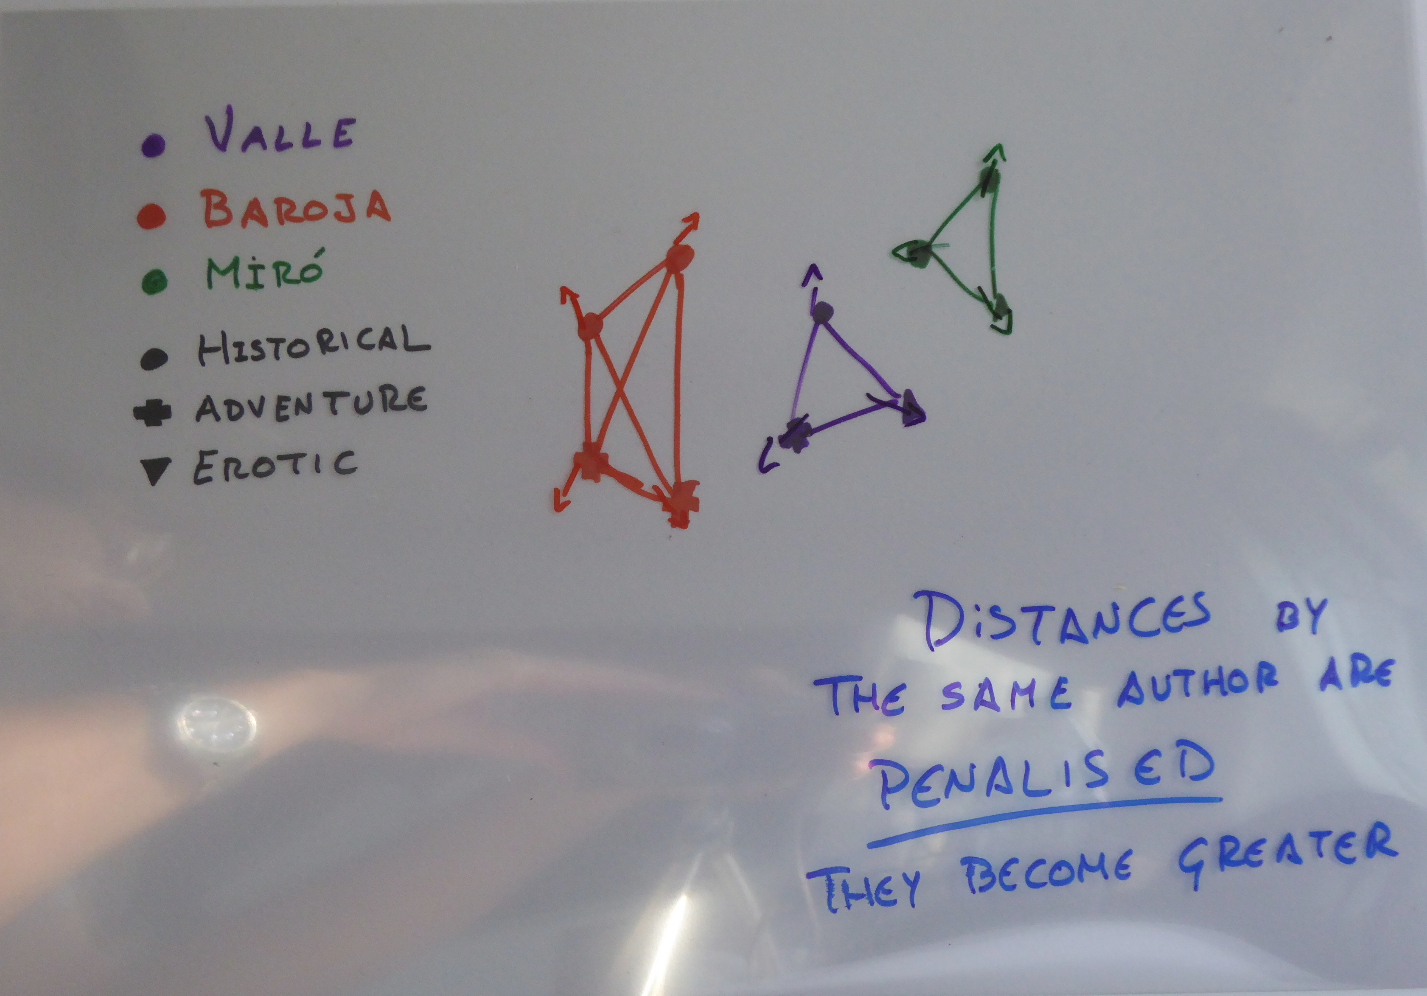 VALLE
BAROJA
MIRÓ
HISTORICAL
ADVENTURE
EROTIC
DISTANCES BY
THE SAME AUTHOR ARE
PENALISED
THEY BECOME GREATER